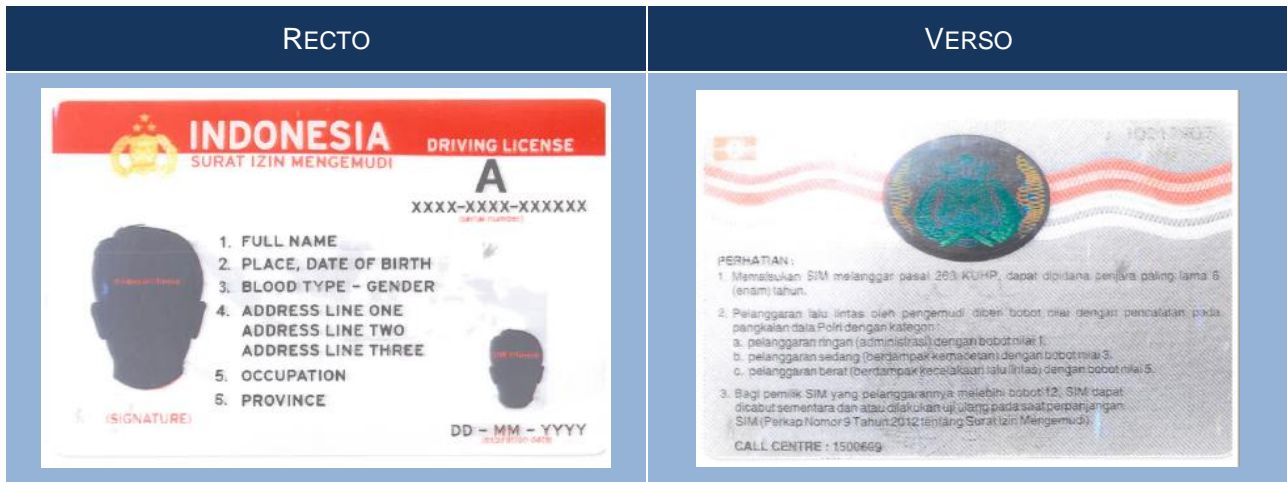 RECTO
VERSO
INDONESIA
SURAT IZIN MENGEMUDI
DRIVING LICENSE
A
XXXX-XXXX-XXXXXX
(serial number)
1. FULL NAME
2. PLACE, DATE OF BIRTH
3. BLOOD TYPE - GENDER
4. ADDRESS LINE ONE
ADDRESS LINE TWO
ADDRESS LINE THREE
5. OCCUPATION
5. PROVINCE
(SIGNATURE)
DD - MM - YYYY
(expiration date)
PERHATIAN :
1. Memalsukan SIM melanggar pasal 263 KUHP, dapat dipidana penjara paling lama 6
(enam) tahun.
2. Pelanggaran lalu lintas oleh pengemudi diberi bobot nilai dengan pencatatan pada
pangkalan data Polri dengan kategori :
a. pelanggaran ringan (administrasi) dengan bobot nilai 1.
b. pelanggaran sedang (berdampak kemacetan) dengan bobot nilai 3.
c. pelanggaran berat (berdampak kecelakaan lalu lintas) dengan bobot nilai 5.
3. Bagi pemilik SIM yang pelanggarannya melebihi bobot 12, SIM dapat
dicabut sementara dan atau dilakukan uji ulang pada saat perpanjangan
SIM (Perkap Nomor 9 Tahun 2012 tentang Surat Izin Mengemudi)
CALL CENTRE : 1500669